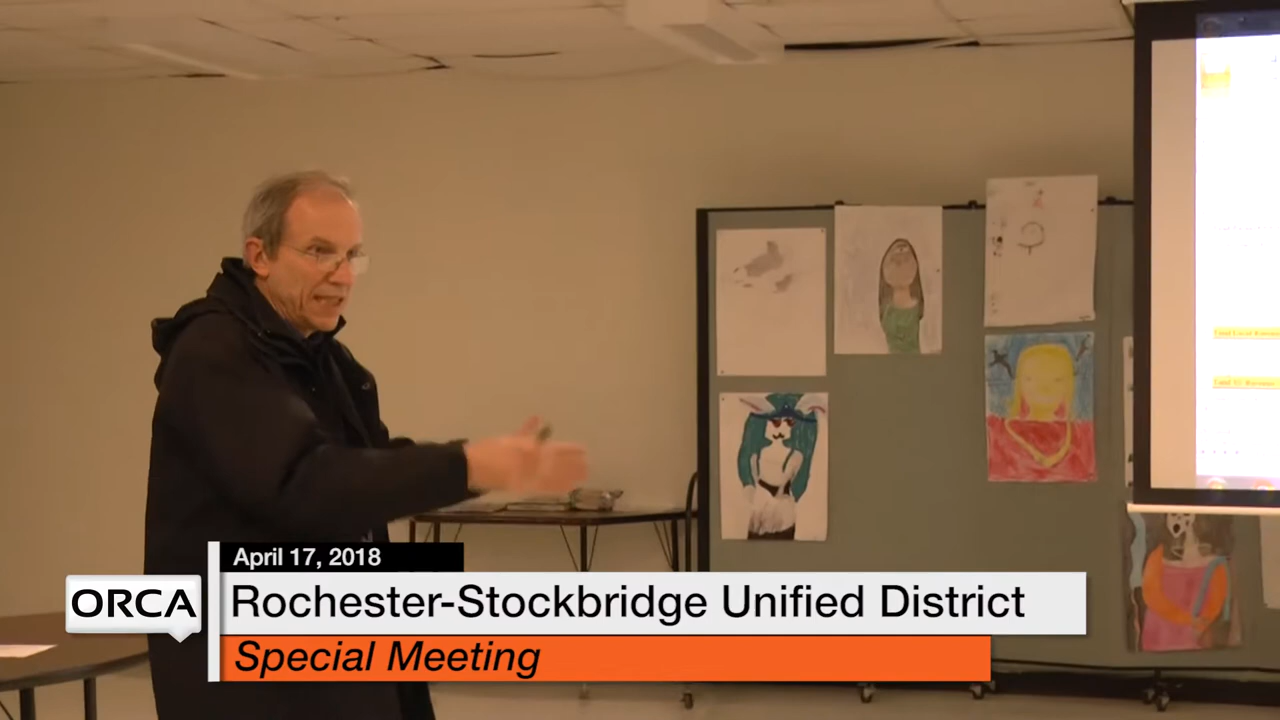 April 17, 2018
ORCA
Rochester-Stockbridge Unified District
Special Meeting